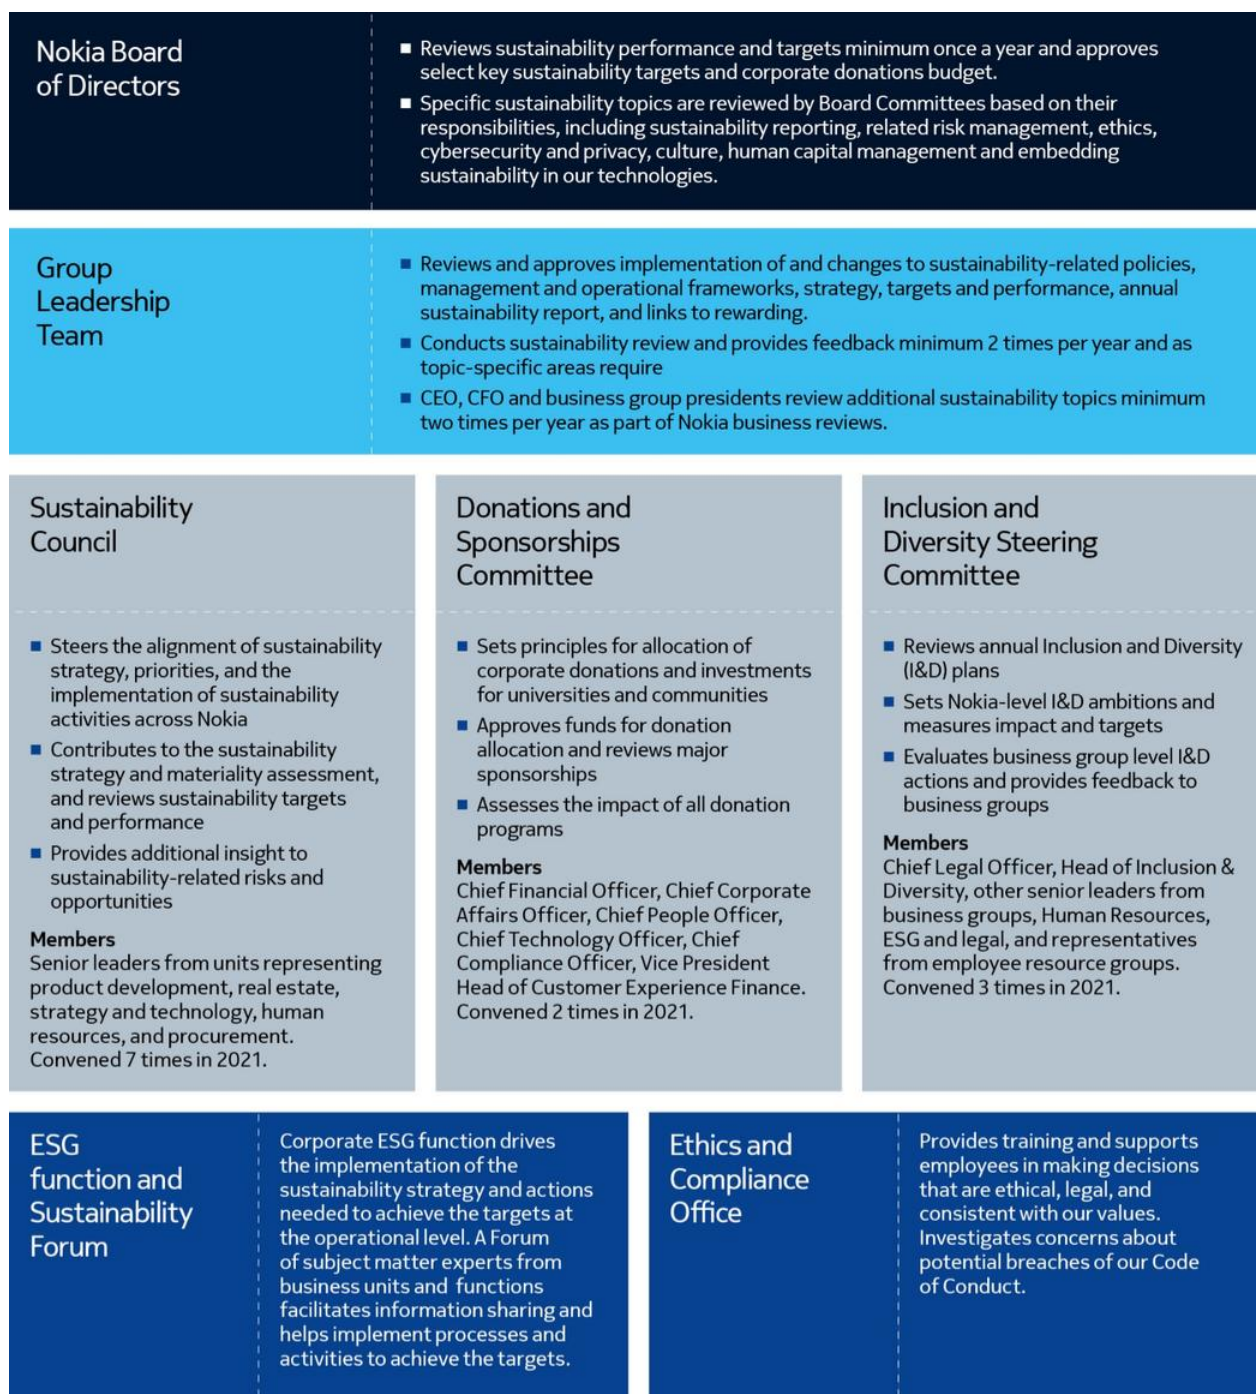 Nokia Board
of Directors
■ Reviews sustainability performance and targets minimum once a year and approves
select key sustainability targets and corporate donations budget.
■ Specific sustainability topics are reviewed by Board Committees based on their
responsibilities, including sustainability reporting, related risk management, ethics,
cybersecurity and privacy, culture, human capital management and embedding
sustainability in our technologies.
Group
Leadership
Team
■ Reviews and approves implementation of and changes to sustainability-related policies,
management and operational frameworks, strategy, targets and performance, annual
sustainability report, and links to rewarding.
■ Conducts sustainability review and provides feedback minimum 2 times per year and as
topic-specific areas require
■ CEO, CFO and business group presidents review additional sustainability topics minimum
two times per year as part of Nokia business reviews.
Sustainability
Council
■ Steers the alignment of sustainability
strategy, priorities, and the
implementation of sustainability
activities across Nokia
■ Contributes to the sustainability
strategy and materiality assessment,
and reviews sustainability targets
and performance
■ Provides additional insight to
sustainability-related risks and
opportunities
Members
Senior leaders from units representing
product development, real estate,
strategy and technology, human
resources, and procurement.
Convened 7 times in 2021.
Donations and
Sponsorships
Committee
■ Sets principles for allocation of
corporate donations and investments
for universities and communities
■ Approves funds for donation
allocation and reviews major
sponsorships
■ Assesses the impact of all donation
programs
Members
Chief Financial Officer, Chief Corporate
Affairs Officer, Chief People Officer,
Chief Technology Officer, Chief
Compliance Officer, Vice President
Head of Customer Experience Finance.
Convened 2 times in 2021.
Inclusion and
Diversity Steering
Committee
■ Reviews annual Inclusion and Diversity
(I&D) plans
■ Sets Nokia-level I&D ambitions and
measures impact and targets
■ Evaluates business group level I&D
actions and provides feedback to
business groups
Members
Chief Legal Officer, Head of Inclusion &
Diversity, other senior leaders from
business groups, Human Resources,
ESG and legal, and representatives
from employee resource groups.
Convened 3 times in 2021.
ESG
function and
Sustainability
Forum
Corporate ESG function drives
the implementation of the
sustainability strategy and actions
needed to achieve the targets at
the operational level. A Forum
of subject matter experts from
business units and functions
facilitates information sharing and
helps implement processes and
activities to achieve the targets.
Ethics and
Compliance
Office
Provides training and supports
employees in making decisions
that are ethical, legal, and
consistent with our values.
Investigates concerns about
potential breaches of our Code
of Conduct.